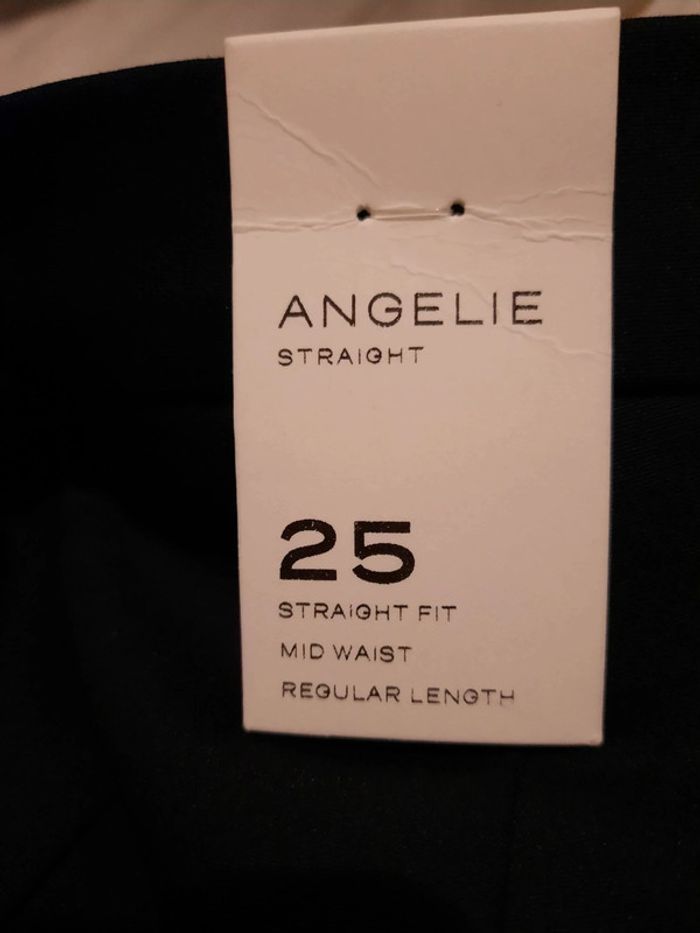 ANGELIE
STRAIGHT
25
STRAIGHT FIT
MID WAIST
REGULAR LENGTH